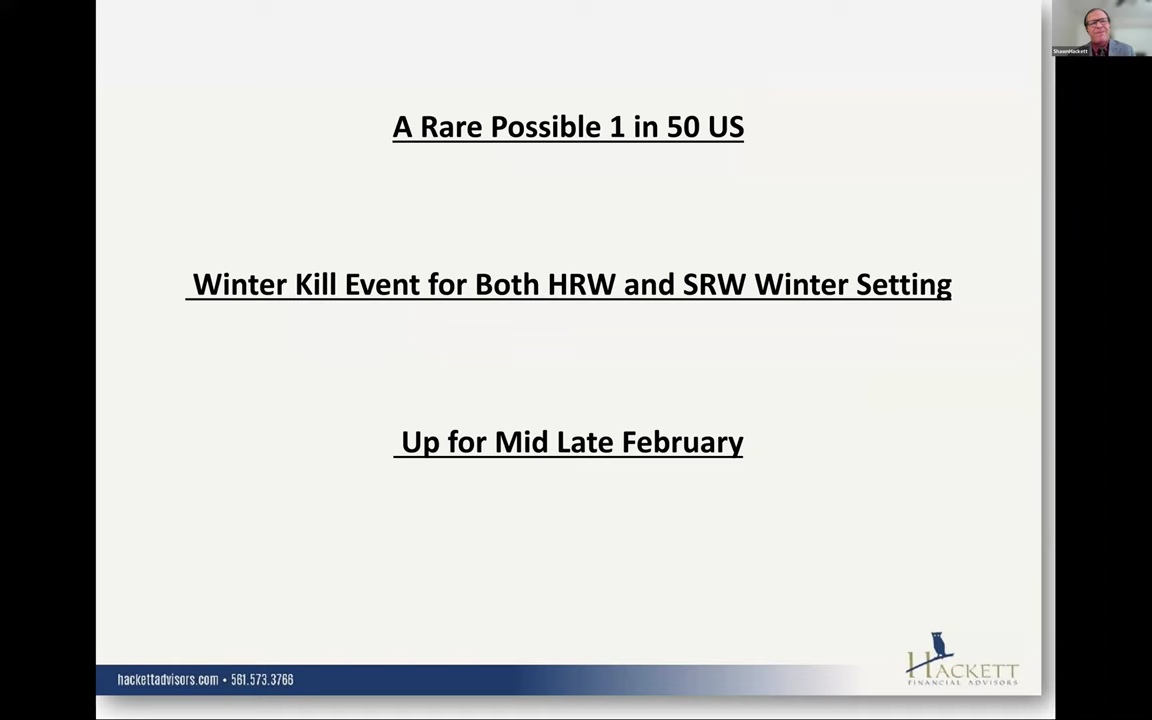 ShawnHackett
A Rare Possible 1 in 50 US
Winter Kill Event for Both HRW and SRW Winter Setting
Up for Mid Late February
hackettadvisors.com • 561.573.3766
HACKETT
FINANCIAL ADVISORS